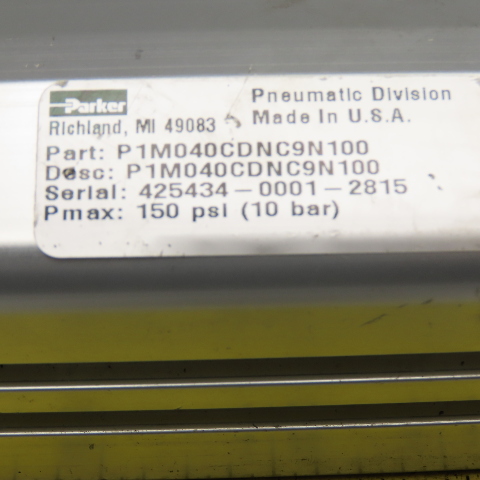 Parker
Pneumatic Division
Richland, MI 49083
Made In U.S.A.
Part: P1M040CDNC9N100
Desc: P1M040CDNC9N100
Serial: 425434-0001-2815
Pmax: 150 psi (10 bar)